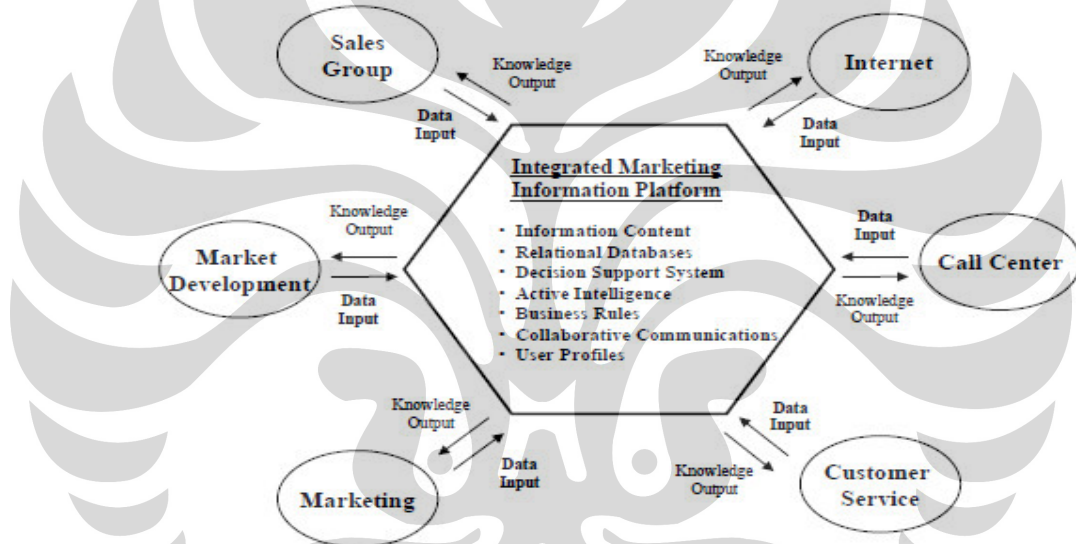 Sales
Group
Knowledge
Output
Data
Input
Internet
Knowledge
Output
Data
Input
Integrated Marketing
Information Platform
· Information Content
· Relational Databases
· Decision Support System
· Active Intelligence
· Business Rules
· Collaborative Communications
· User Profiles
Market
Development
Knowledge
Output
Data
Input
Call Center
Data
Input
Knowledge
Output
Marketing
Knowledge
Output
Data
Input
Customer
Service
Data
Input
Knowledge
Output